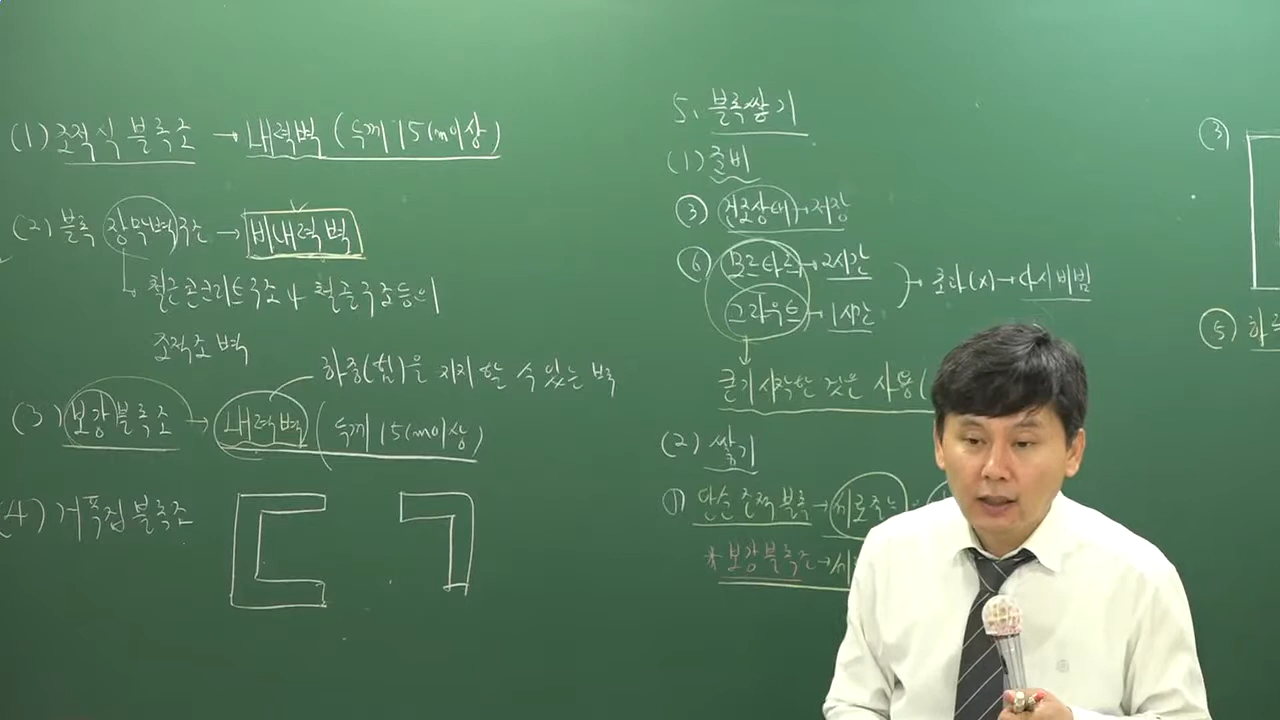 (1) 조적식 블록조 → 내력벽 (두께 15cm이상)
(2) 블록 장막벽구조 → 비내력벽
철근콘크리트구조나 철골구조등의
조적조 벽
하중(힘)을 지지할 수 있는 벽
(3) 보강블록조 → 내력벽 (두께 15cm이상)
(4) 거푸집블록조
5. 블록쌓기
(1) 준비
③ 건조상태 → 저장
⑥ 모르타르 → 2시간
그라우트 → 1시간
초과(x) → 다시비빔
굳기시작한 것은 사용(
(2) 쌓기
① 단순 조적 블록 → 세로줄눈
* 보강블록조 →
③
⑤